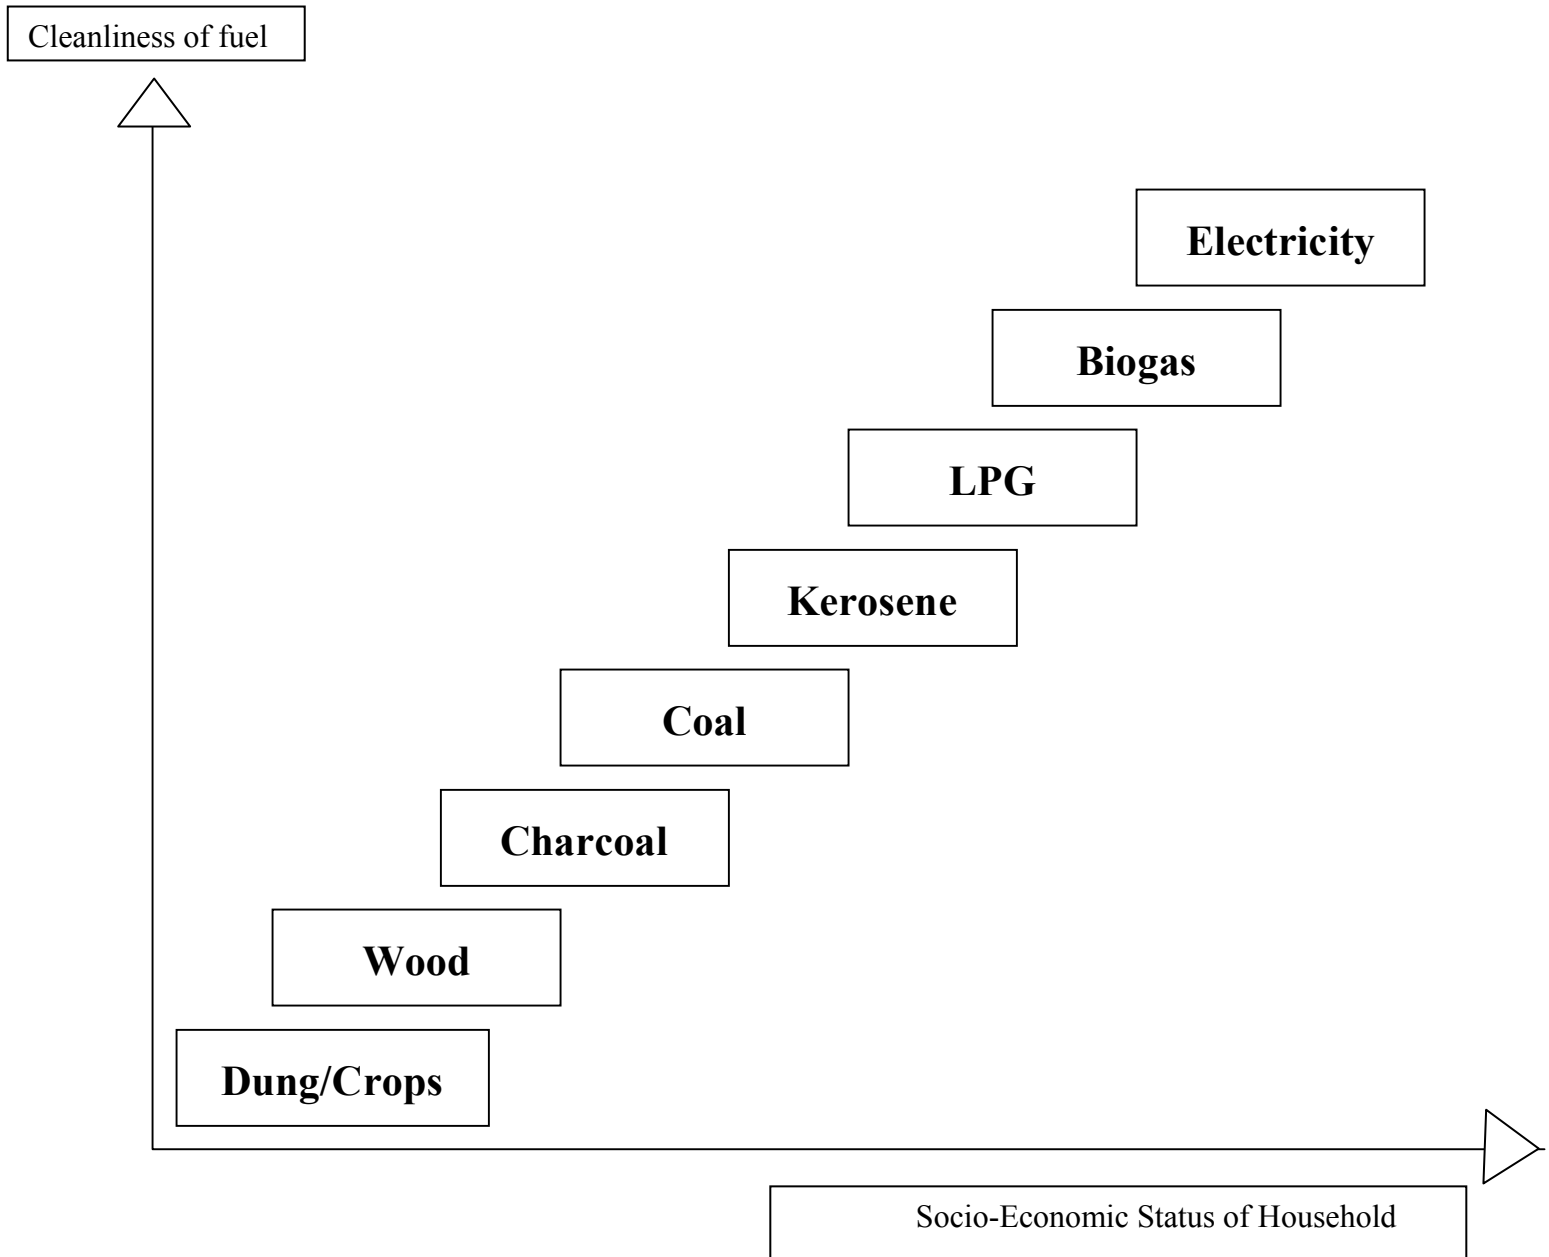 Cleanliness of fuel
Electricity
Biogas
LPG
Kerosene
Coal
Charcoal
Wood
Dung/Crops
Socio-Economic Status of Household